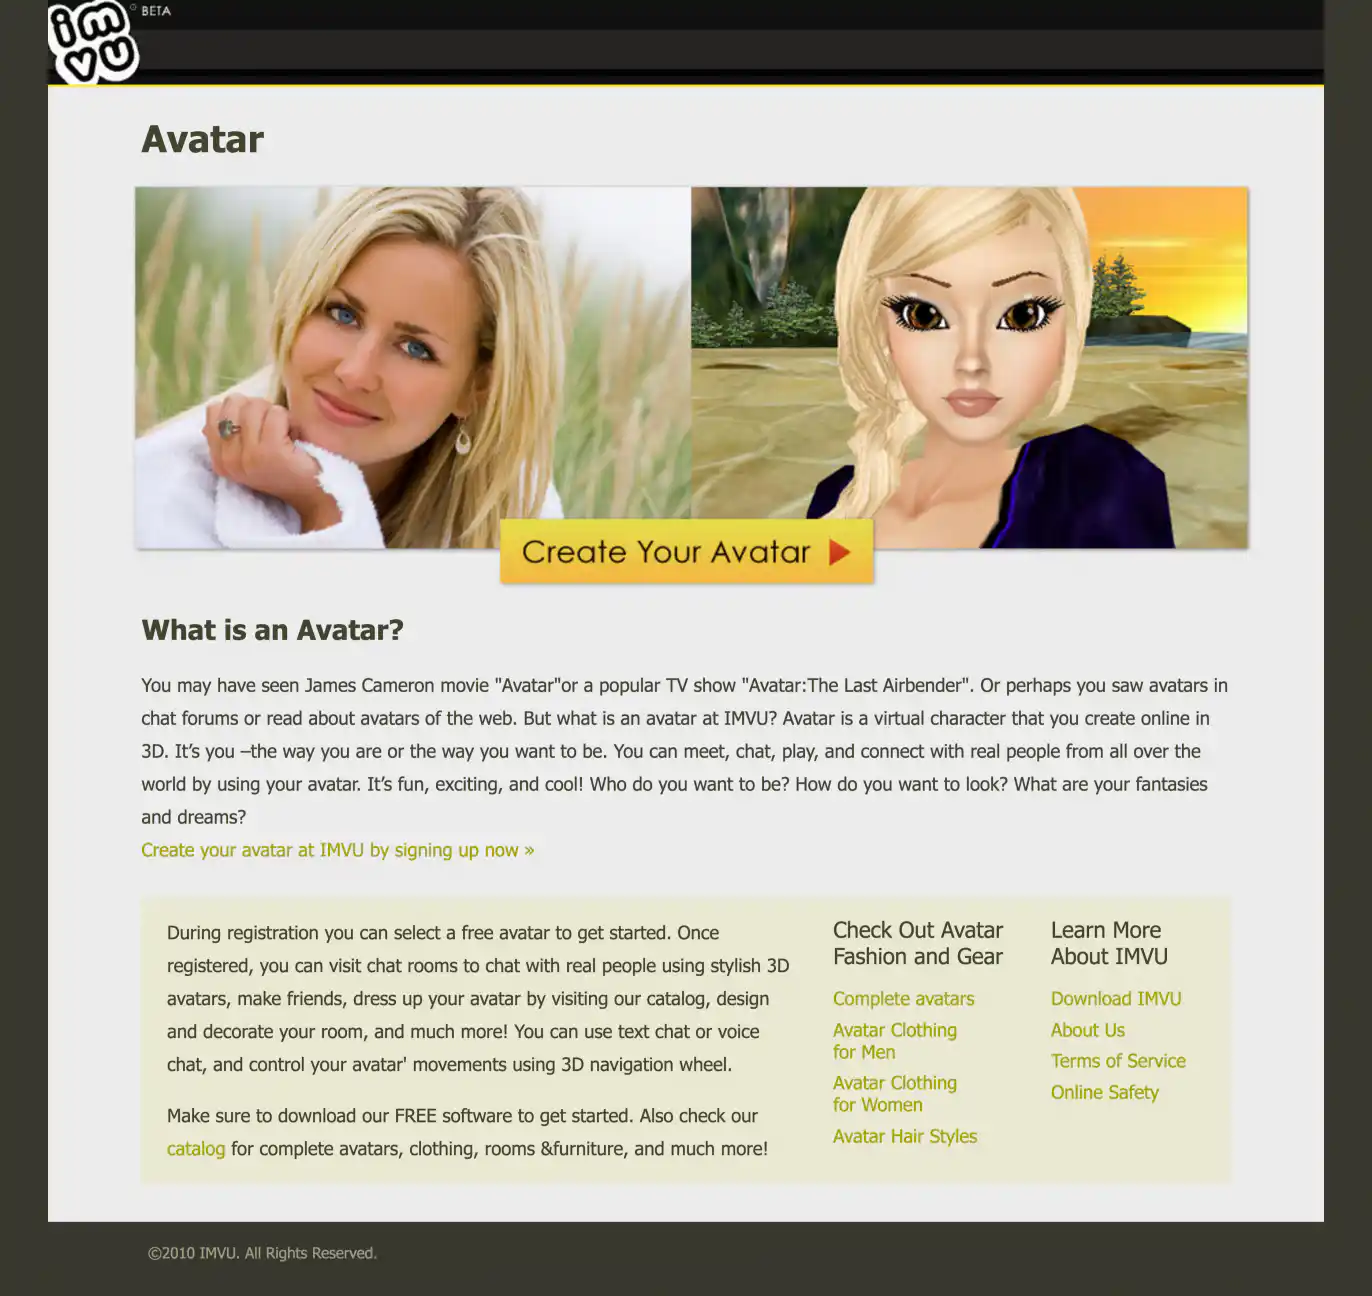 imvu BETA
Avatar
Create Your Avatar
What is an Avatar?
You may have seen James Cameron movie "Avatar"or a popular TV show "Avatar:The Last Airbender". Or perhaps you saw avatars in
chat forums or read about avatars of the web. But what is an avatar at IMVU? Avatar is a virtual character that you create online in
3D. It’s you –the way you are or the way you want to be. You can meet, chat, play, and connect with real people from all over the
world by using your avatar. It’s fun, exciting, and cool! Who do you want to be? How do you want to look? What are your fantasies
and dreams?
Create your avatar at IMVU by signing up now »
During registration you can select a free avatar to get started. Once
registered, you can visit chat rooms to chat with real people using stylish 3D
avatars, make friends, dress up your avatar by visiting our catalog, design
and decorate your room, and much more! You can use text chat or voice
chat, and control your avatar' movements using 3D navigation wheel.
Make sure to download our FREE software to get started. Also check our
catalog for complete avatars, clothing, rooms &furniture, and much more!
Check Out Avatar
Fashion and Gear
Complete avatars
Avatar Clothing
for Men
Avatar Clothing
for Women
Avatar Hair Styles
Learn More
About IMVU
Download IMVU
About Us
Terms of Service
Online Safety
©2010 IMVU. All Rights Reserved.